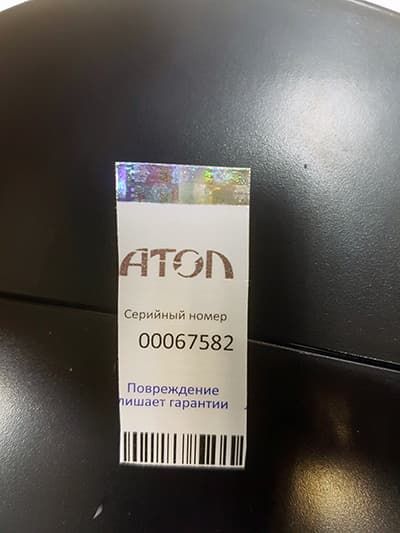 АТОЛ
Серийный номер
00067582
Повреждение
лишает гарантии